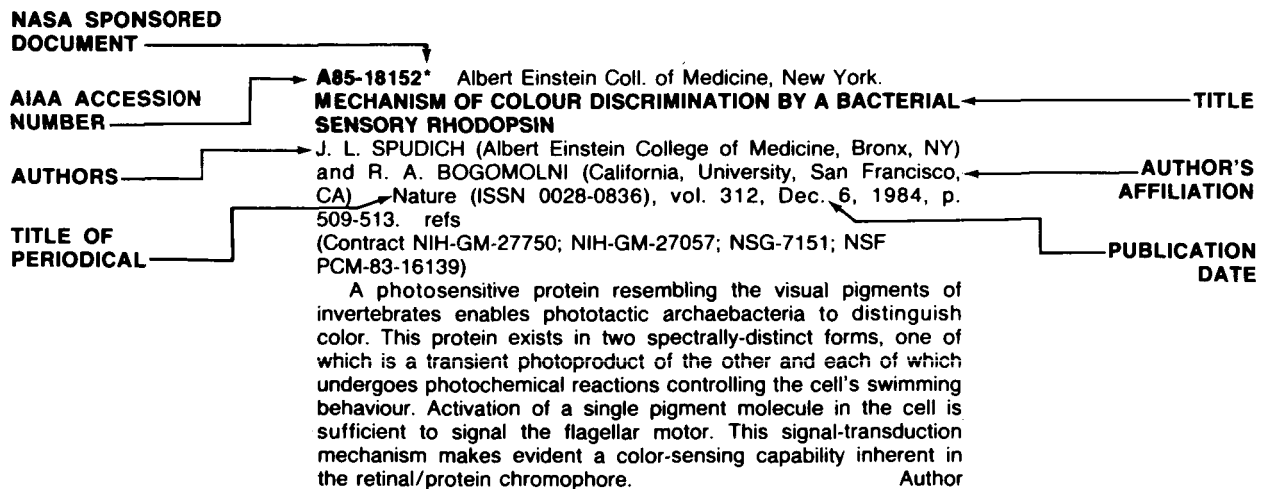 NASA SPONSORED
DOCUMENT
A85-18152* Albert Einstein Coll. of Medicine, New York.
AIAA ACCESSION
NUMBER
MECHANISM OF COLOUR DISCRIMINATION BY A BACTERIAL
SENSORY RHODOPSIN
TITLE
AUTHORS
J. L. SPUDICH (Albert Einstein College of Medicine, Bronx, NY)
and R. A. BOGOMOLNI (California, University, San Francisco,
CA) Nature (ISSN 0028-0836), vol. 312, Dec. 6, 1984, p.
509-513. refs
AUTHOR'S
AFFILIATION
TITLE OF
PERIODICAL
(Contract NIH-GM-27750; NIH-GM-27057; NSG-7151; NSF
PCM-83-16139)
PUBLICATION
DATE
A photosensitive protein resembling the visual pigments of
invertebrates enables phototactic archaebacteria to distinguish
color. This protein exists in two spectrally-distinct forms, one of
which is a transient photoproduct of the other and each of which
undergoes photochemical reactions controlling the cell's swimming
behaviour. Activation of a single pigment molecule in the cell is
sufficient to signal the flagellar motor. This signal-transduction
mechanism makes evident a color-sensing capability inherent in
the retinal/protein chromophore. Author